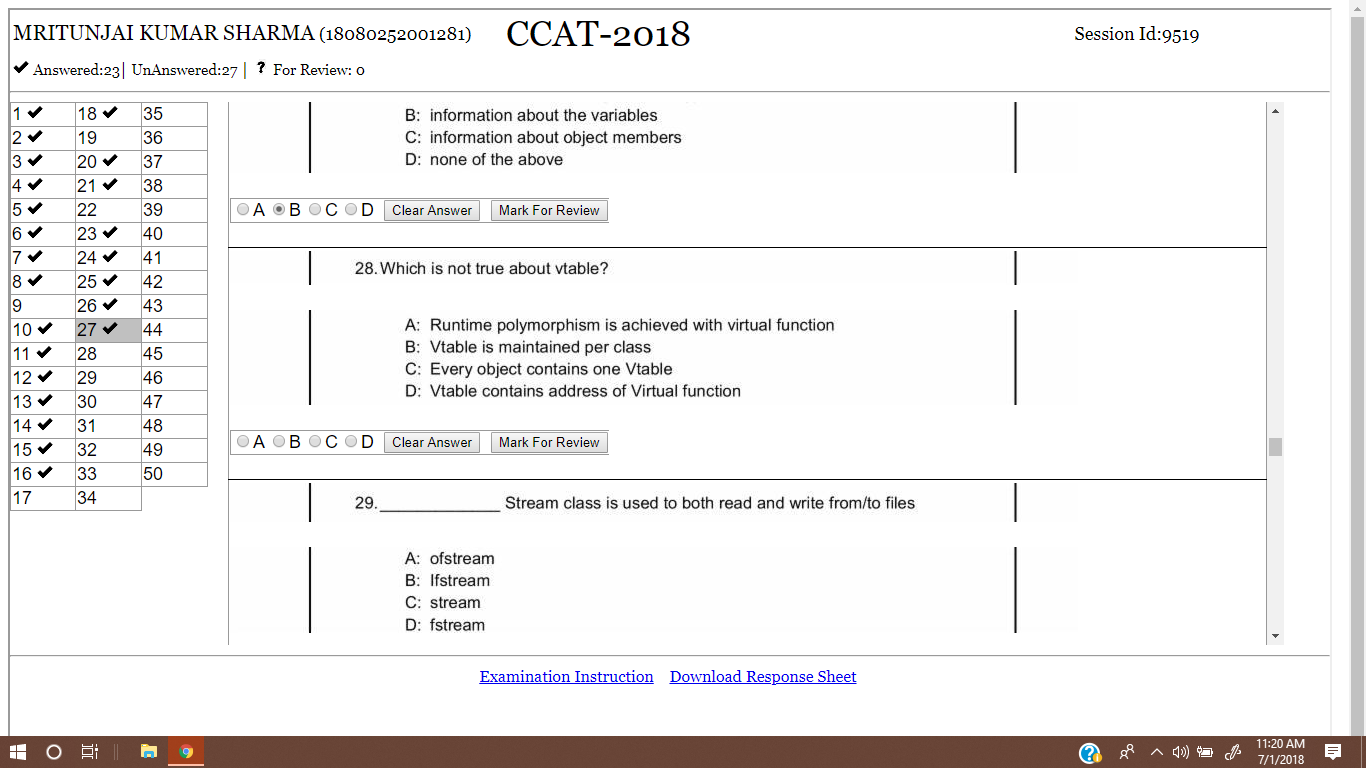 MRITUNJAI KUMAR SHARMA (18080252001281) CCAT-2018 Session Id:9519
✔ Answered:23| UnAnswered:27 | ? For Review: 0
1 ✔ 18 ✔ 35
2 ✔ 19 36
3 ✔ 20 ✔ 37
4 ✔ 21 ✔ 38
5 ✔ 22 39
6 ✔ 23 ✔ 40
7 ✔ 24 ✔ 41
8 ✔ 25 ✔ 42
9 26 ✔ 43
10 ✔ 27 ✔ 44
11 ✔ 28 45
12 ✔ 29 46
13 ✔ 30 47
14 ✔ 31 48
15 ✔ 32 49
16 ✔ 33 50
17 34
B: information about the variables
C: information about object members
D: none of the above
A B C D Clear Answer Mark For Review
28. Which is not true about vtable?
A: Runtime polymorphism is achieved with virtual function
B: Vtable is maintained per class
C: Every object contains one Vtable
D: Vtable contains address of Virtual function
A B C D Clear Answer Mark For Review
29. _____________ Stream class is used to both read and write from/to files
A: ofstream
B: Ifstream
C: stream
D: fstream
Examination Instruction Download Response Sheet
11:20 AM
7/1/2018